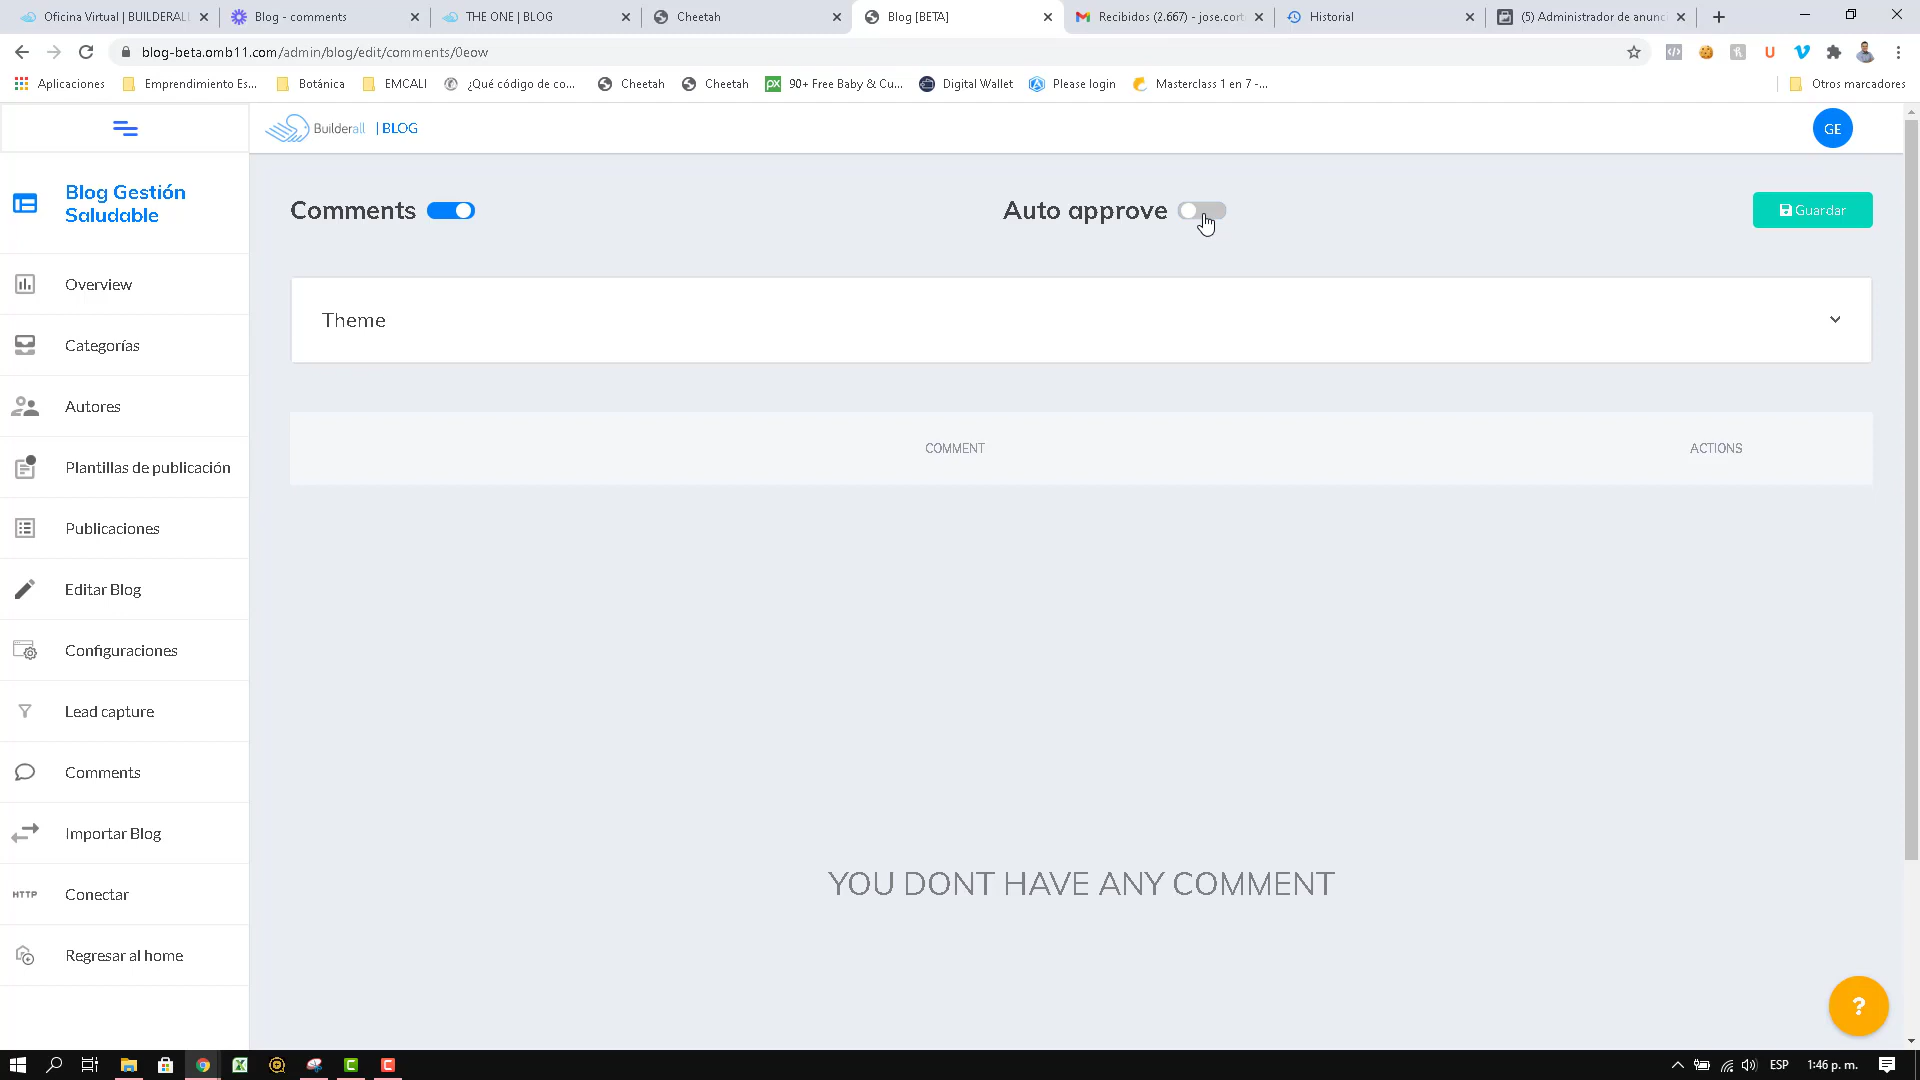 Oficina Virtual | BUILDERALL
Blog - comments
THE ONE | BLOG
Cheetah
Blog [BETA]
Recibidos (2.667) - jose.cort
Historial
(5) Administrador de anunc
blog-beta.omb11.com/admin/blog/edit/comments/0eow
Aplicaciones
Emprendimiento Es...
Botánica
EMCALI
¿Qué código de co...
Cheetah
Cheetah
90+ Free Baby & Cu...
Digital Wallet
Please login
Masterclass 1 en 7 -...
Otros marcadores
Builderall | BLOG
GE
Blog Gestión
Saludable
Overview
Categorías
Autores
Plantillas de publicación
Publicaciones
Editar Blog
Configuraciones
Lead capture
Comments
Importar Blog
HTTP Conectar
Regresar al home
Comments
Auto approve
Guardar
Theme
COMMENT
ACTIONS
YOU DONT HAVE ANY COMMENT
?
ESP
1:46 p. m.